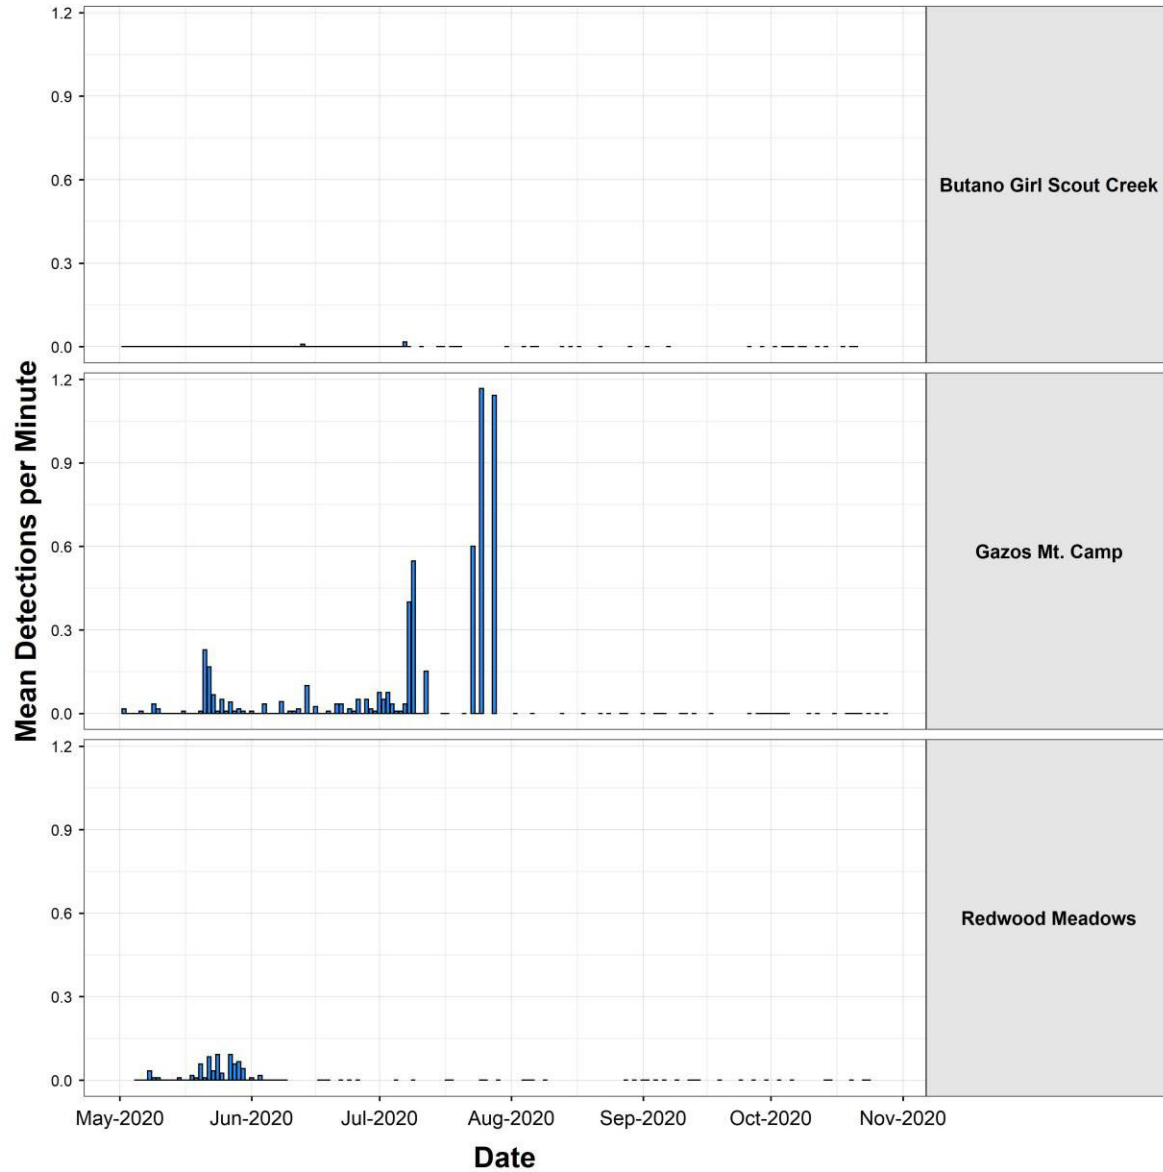 Mean Detections per Minute
1.2
0.9
0.6
0.3
0.0
Butano Girl Scout Creek
1.2
0.9
0.6
0.3
0.0
Gazos Mt. Camp
1.2
0.9
0.6
0.3
0.0
Redwood Meadows
May-2020 Jun-2020 Jul-2020 Aug-2020 Sep-2020 Oct-2020 Nov-2020
Date